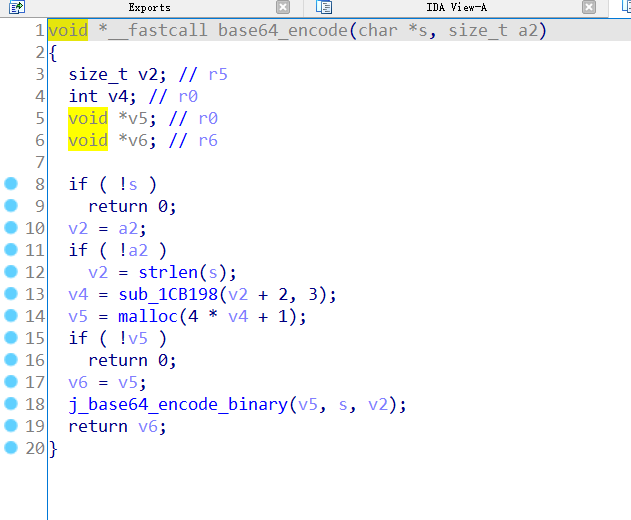 Exports IDA View-A
1 void *__fastcall base64_encode(char *s, size_t a2)
2 {
3 size_t v2; // r5
4 int v4; // r0
5 void *v5; // r0
6 void *v6; // r6
7
8 if ( !s )
9 return 0;
10 v2 = a2;
11 if ( !a2 )
12 v2 = strlen(s);
13 v4 = sub_1CB198(v2 + 2, 3);
14 v5 = malloc(4 * v4 + 1);
15 if ( !v5 )
16 return 0;
17 v6 = v5;
18 j_base64_encode_binary(v5, s, v2);
19 return v6;
20 }